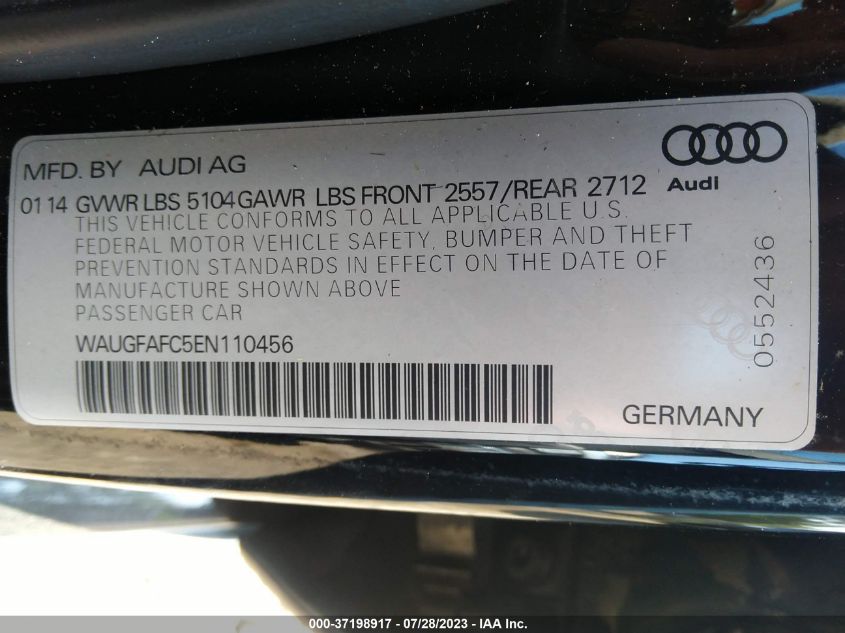 MFD. BY AUDI AG
Audi
0114 GVWR LBS 5104 GAWR LBS FRONT 2557/REAR 2712
THIS VEHICLE CONFORMS TO ALL APPLICABLE U.S.
FEDERAL MOTOR VEHICLE SAFETY, BUMPER AND THEFT
PREVENTION STANDARDS IN EFFECT ON THE DATE OF
MANUFACTURE SHOWN ABOVE
PASSENGER CAR
WAUGFAFC5EN110456
GERMANY
0552436
000-37198917 / 07/28/2023 - IAA Inc.